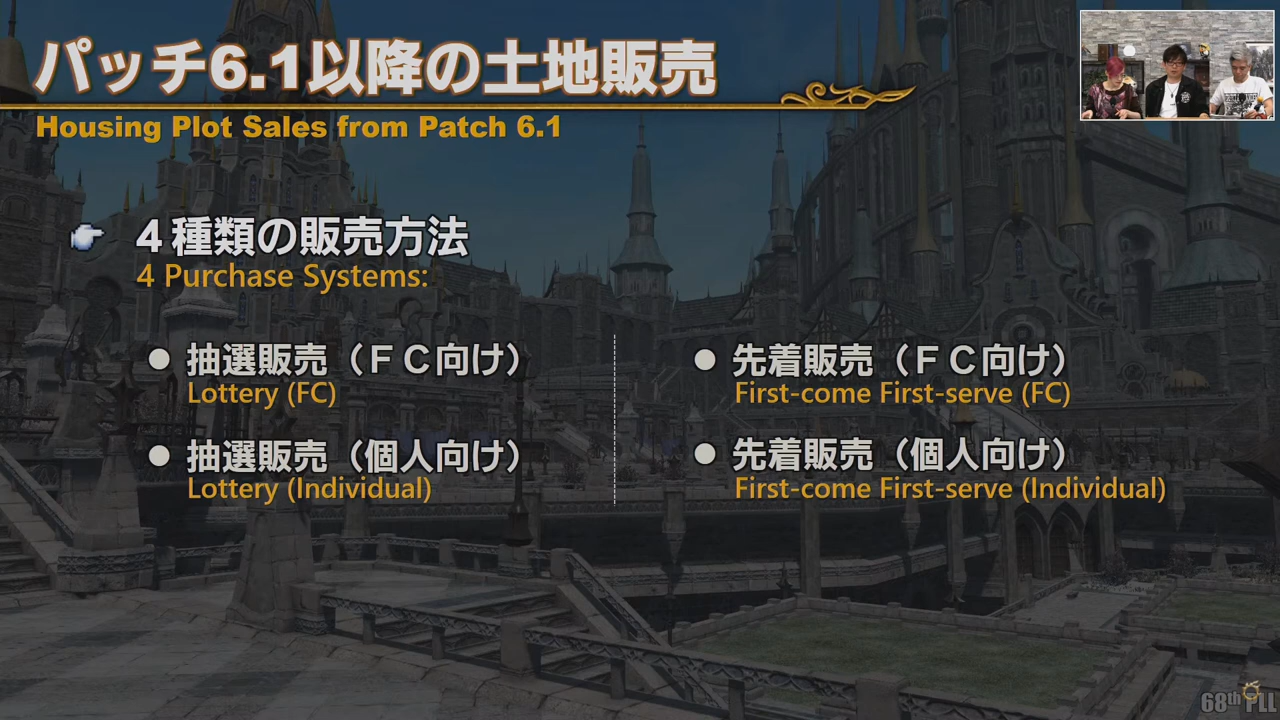 パッチ6.1以降の土地販売
Housing Plot Sales from Patch 6.1
４種類の販売方法
4 Purchase Systems:
抽選販売（ＦＣ向け）
Lottery (FC)
抽選販売（個人向け）
Lottery (Individual)
先着販売（ＦＣ向け）
First-come First-serve (FC)
先着販売（個人向け）
First-come First-serve (Individual)
68th PLL